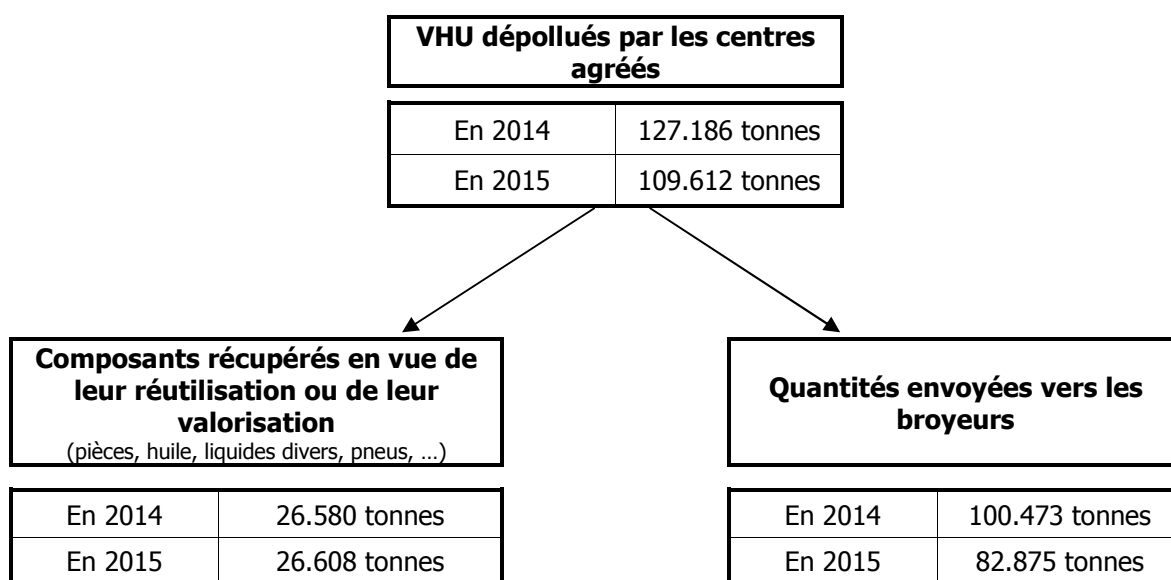 VHU dépollués par les centres
agréés
En 2014 127.186 tonnes
En 2015 109.612 tonnes
Composants récupérés en vue de
leur réutilisation ou de leur
valorisation
(pièces, huile, liquides divers, pneus, …)
En 2014 26.580 tonnes
En 2015 26.608 tonnes
Quantités envoyées vers les
broyeurs
En 2014 100.473 tonnes
En 2015 82.875 tonnes